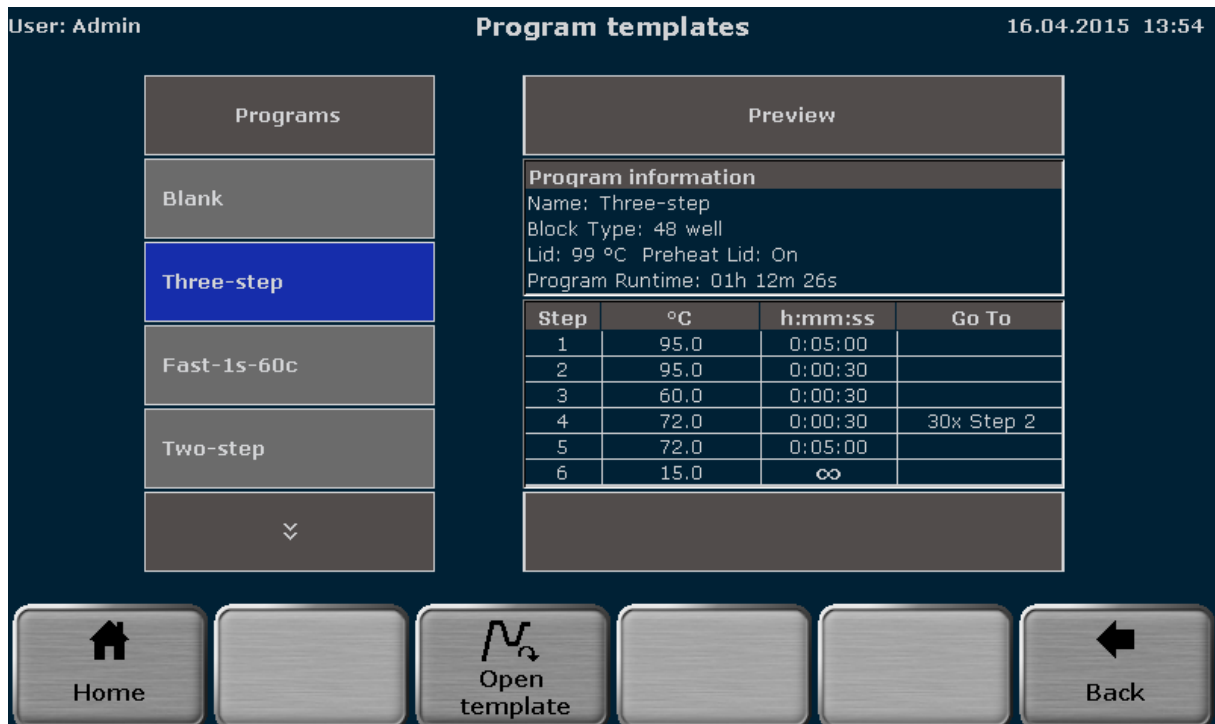 User: Admin Program templates 16.04.2015 13:54
Programs
Blank
Three-step
Fast-1s-60c
Two-step
Preview
Program information
Name: Three-step
Block Type: 48 well
Lid: 99 °C Preheat Lid: On
Program Runtime: 01h 12m 26s
Step °C h:mm:ss Go To
1 95.0 0:05:00
2 95.0 0:00:30
3 60.0 0:00:30
4 72.0 0:00:30 30x Step 2
5 72.0 0:05:00
6 15.0 ∞
Home
Open
template
Back